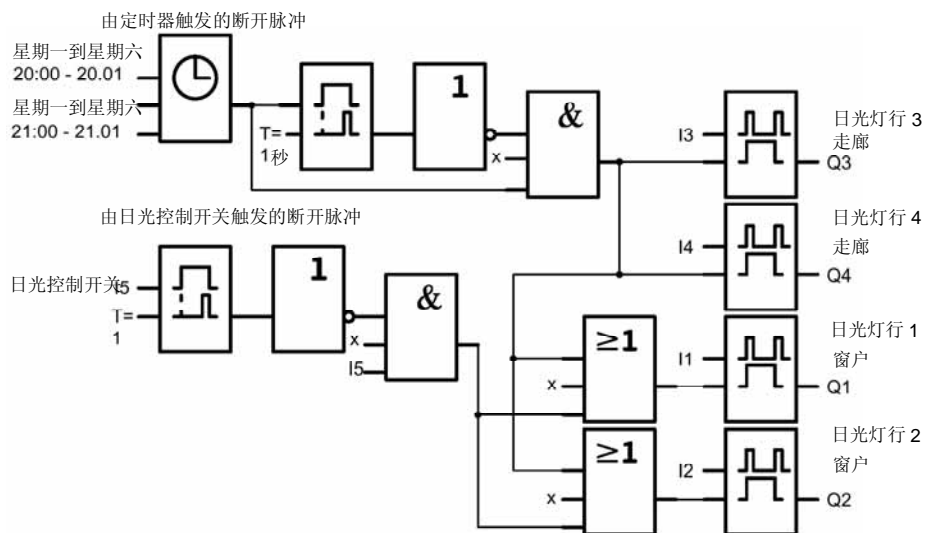 由定时器触发的断开脉冲
星期一到星期六
20:00 - 20.01
星期一到星期六
21:00 - 21.01
T=
1秒
1
x
&
I3
日光灯行 3
走廊
Q3
I4
日光灯行 4
走廊
Q4
由日光控制开关触发的断开脉冲
日光控制开关 I5
T=
1
1
x
I5
&
≥1
x
I1
日光灯行 1
窗户
Q1
≥1
x
I2
日光灯行 2
窗户
Q2